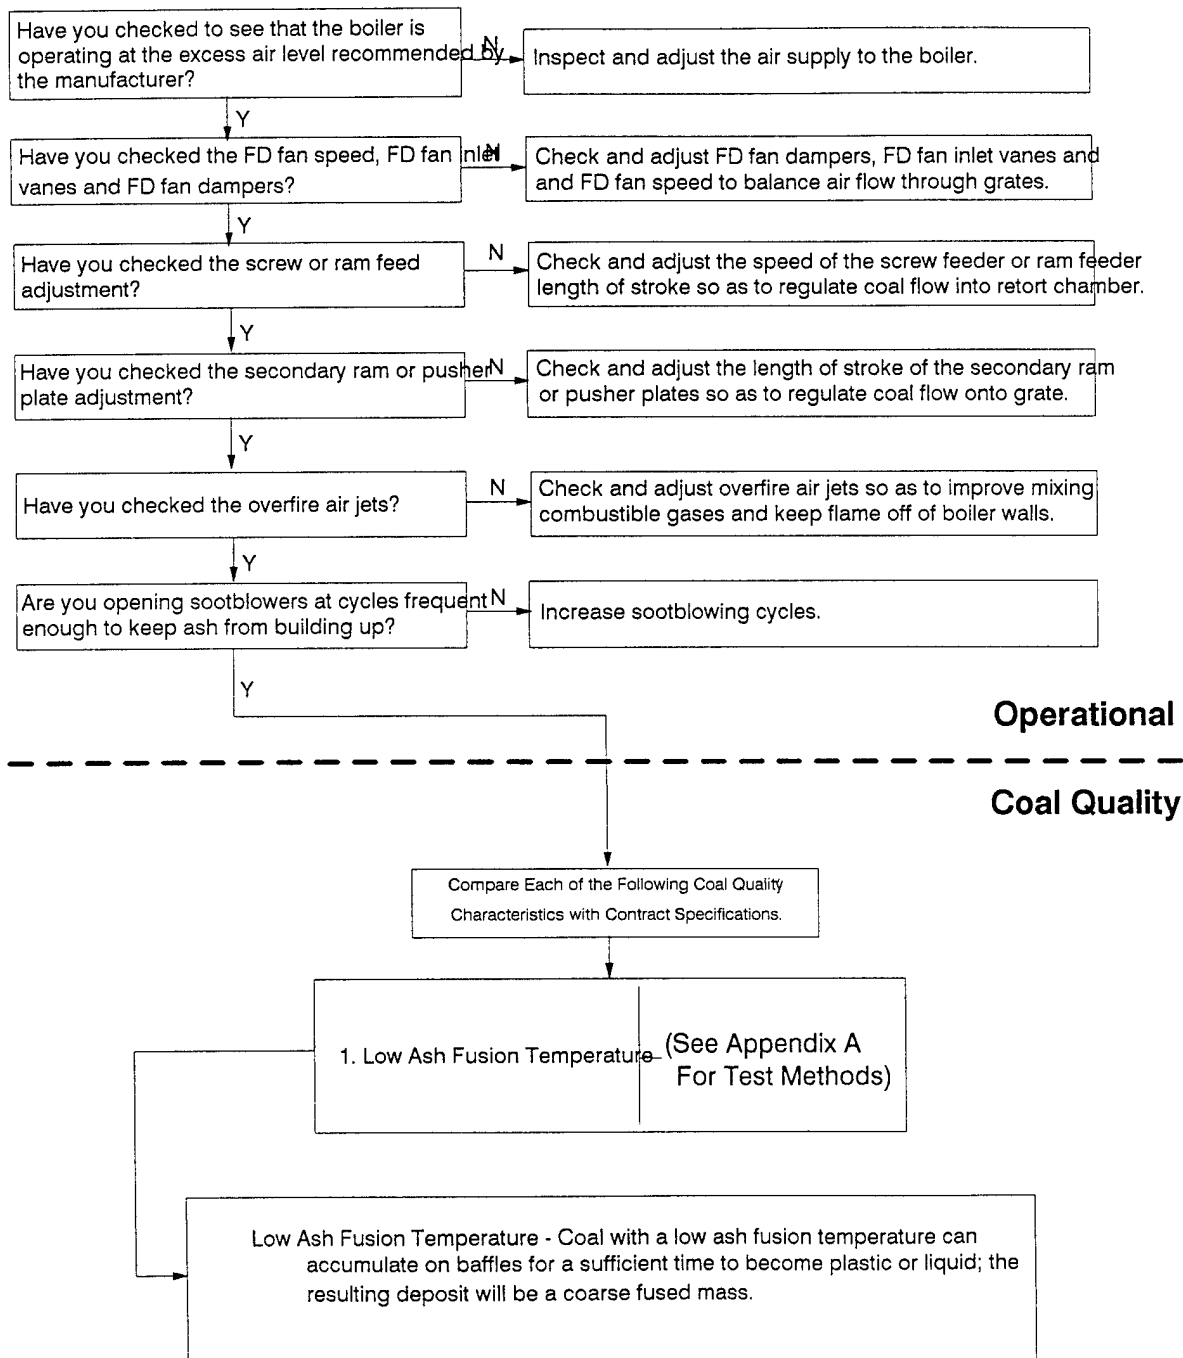 Have you checked to see that the boiler is
operating at the excess air level recommended by
the manufacturer?
N
Inspect and adjust the air supply to the boiler.
Y
Have you checked the FD fan speed, FD fan inlet
vanes and FD fan dampers?
N
Check and adjust FD fan dampers, FD fan inlet vanes and
and FD fan speed to balance air flow through grates.
Y
Have you checked the screw or ram feed
adjustment?
N
Check and adjust the speed of the screw feeder or ram feeder
length of stroke so as to regulate coal flow into retort chamber.
Y
Have you checked the secondary ram or pusher
plate adjustment?
N
Check and adjust the length of stroke of the secondary ram
or pusher plates so as to regulate coal flow onto grate.
Y
Have you checked the overfire air jets?
N
Check and adjust overfire air jets so as to improve mixing
combustible gases and keep flame off of boiler walls.
Y
Are you opening sootblowers at cycles frequent
enough to keep ash from building up?
N
Increase sootblowing cycles.
Y
Operational
Coal Quality
Compare Each of the Following Coal Quality
Characteristics with Contract Specifications.
1. Low Ash Fusion Temperature
(See Appendix A
For Test Methods)
Low Ash Fusion Temperature - Coal with a low ash fusion temperature can
accumulate on baffles for a sufficient time to become plastic or liquid; the
resulting deposit will be a coarse fused mass.